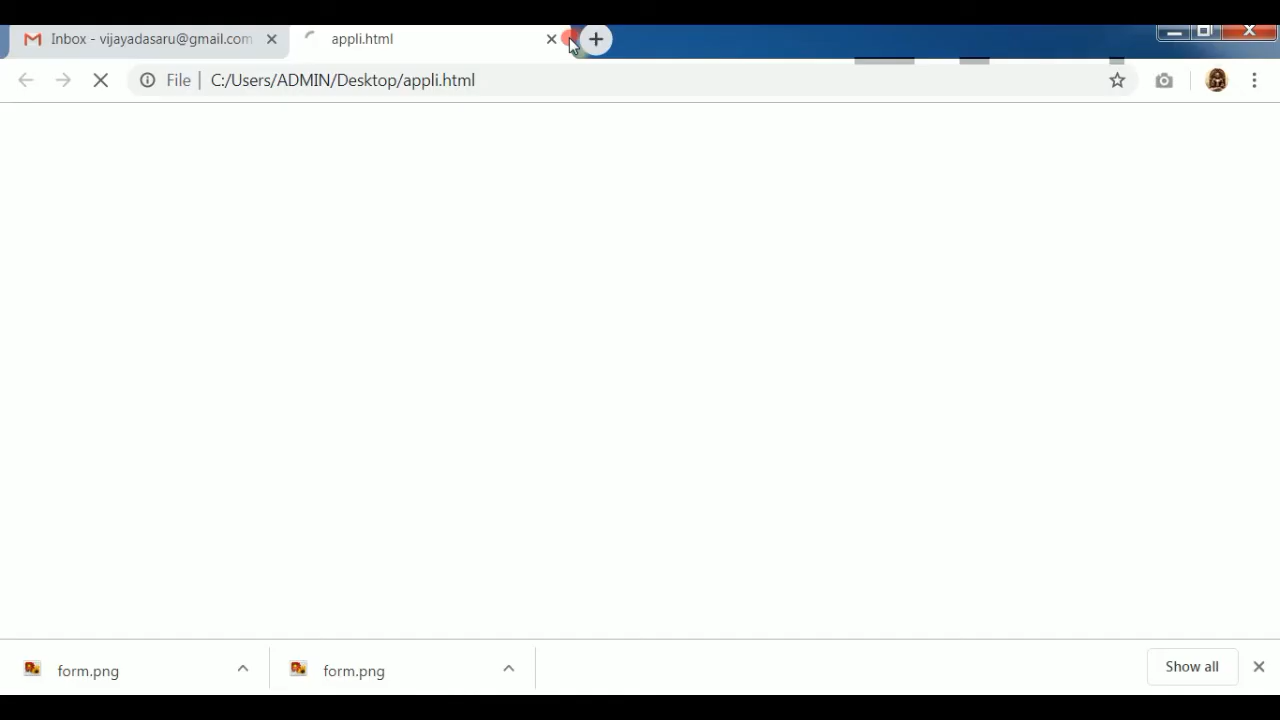 Inbox - vijayadasaru@gmail.com
appli.html
File | C:/Users/ADMIN/Desktop/appli.html
form.png
form.png
Show all